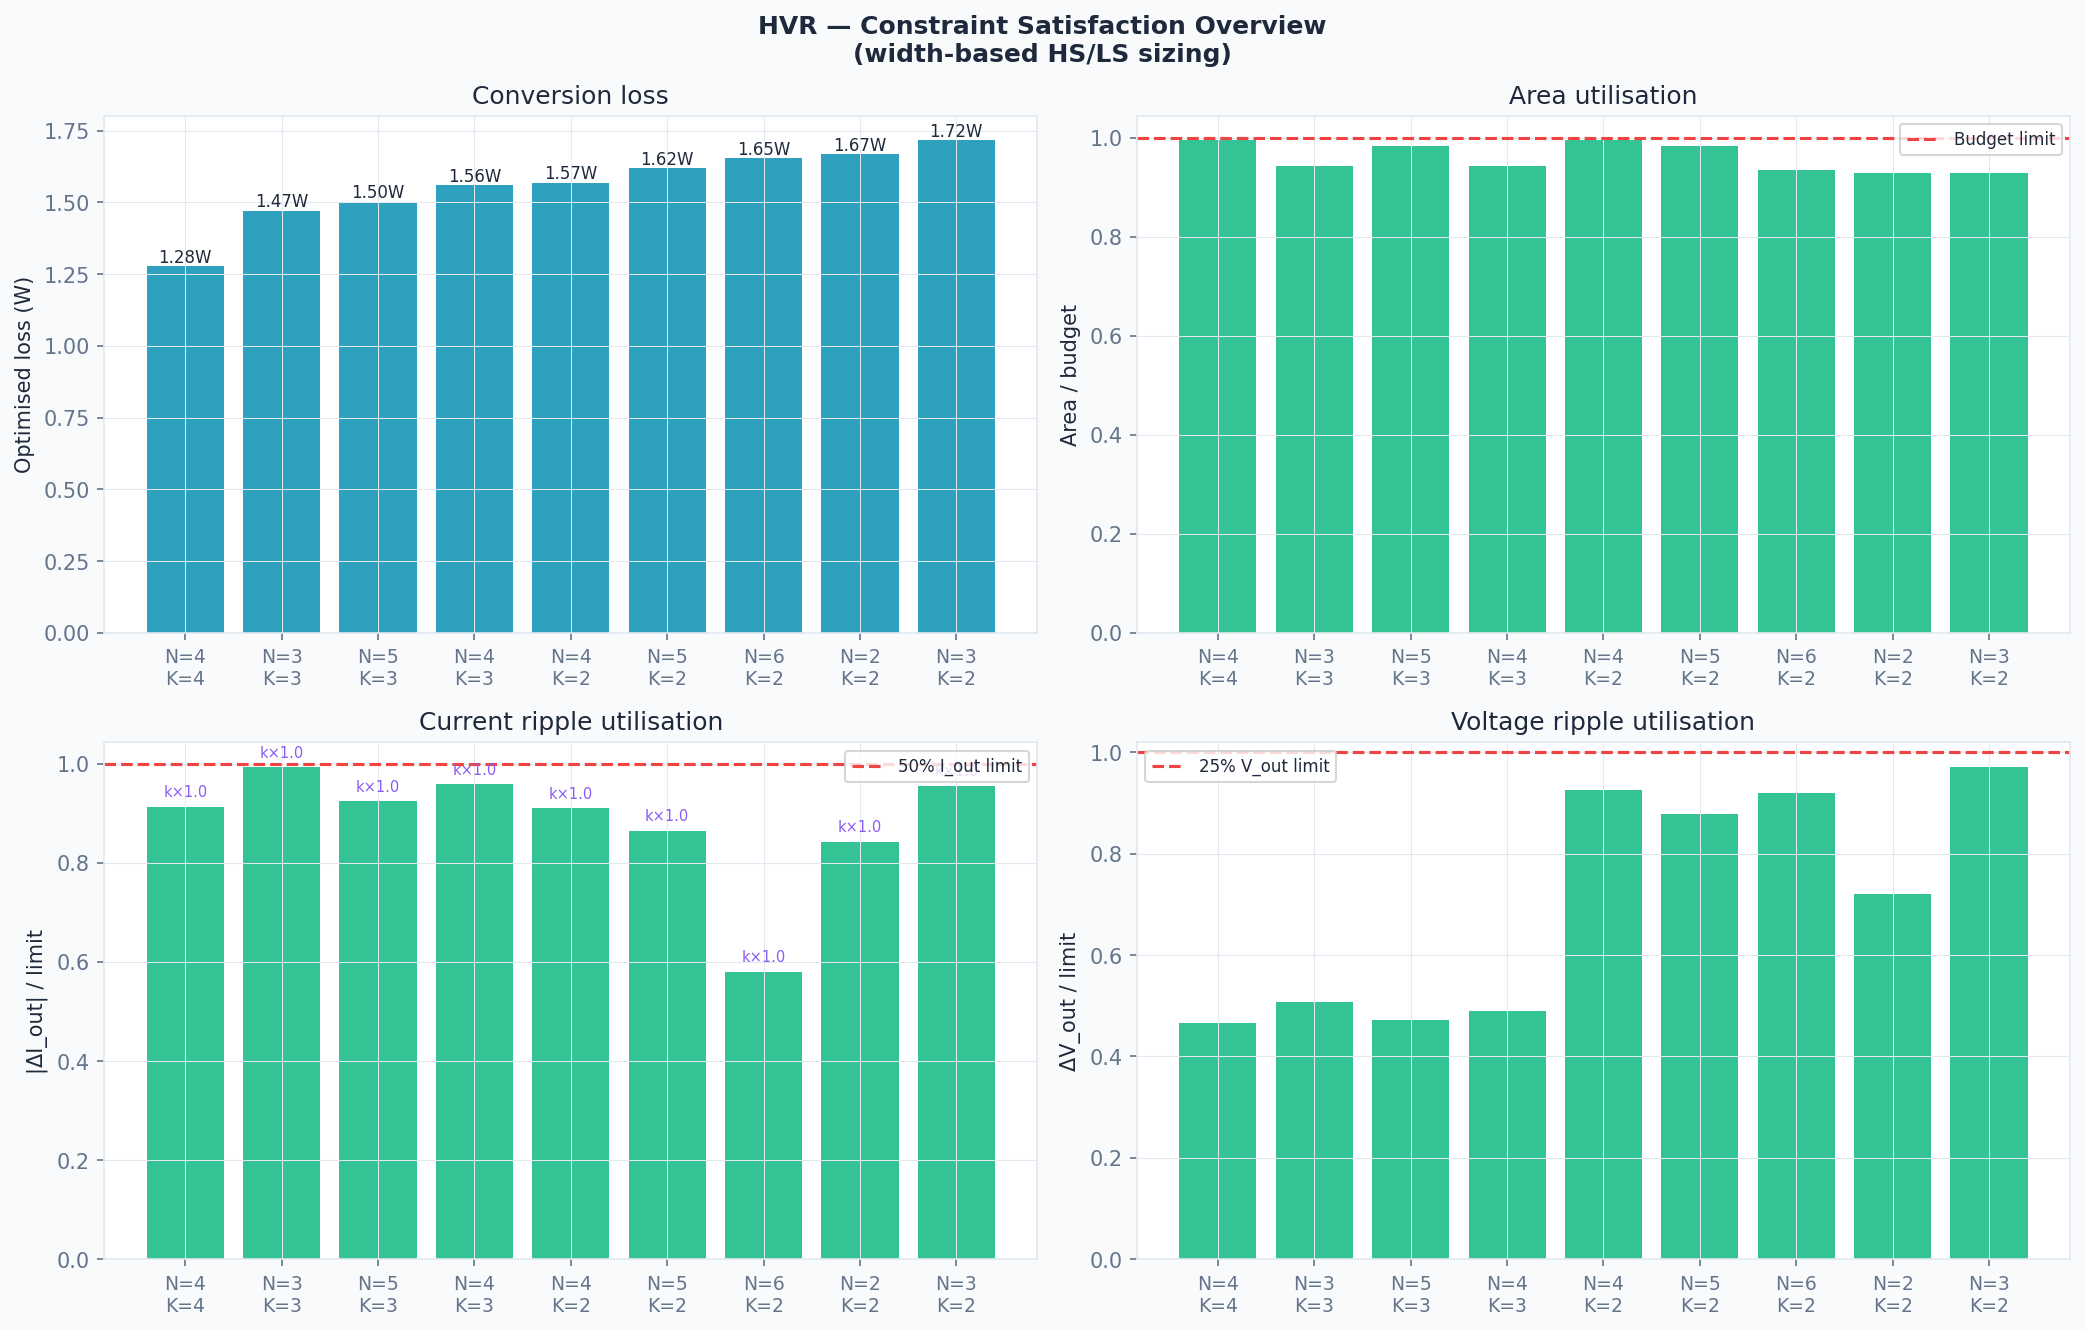 HVR — Constraint Satisfaction Overview
(width-based HS/LS sizing)
Conversion loss
Optimised loss (W)
1.75
1.50
1.25
1.00
0.75
0.50
0.25
0.00
1.28W
1.47W
1.50W
1.56W
1.57W
1.62W
1.65W
1.67W
1.72W
N=4 N=3 N=5 N=4 N=4 N=5 N=6 N=2 N=3
K=4 K=3 K=3 K=3 K=2 K=2 K=2 K=2 K=2
Area utilisation
Area / budget
1.0
0.8
0.6
0.4
0.2
0.0
Budget limit
N=4 N=3 N=5 N=4 N=4 N=5 N=6 N=2 N=3
K=4 K=3 K=3 K=3 K=2 K=2 K=2 K=2 K=2
Current ripple utilisation
|ΔI_out| / limit
1.0
0.8
0.6
0.4
0.2
0.0
k×1.0
k×1.0
k×1.0
k×1.0
k×1.0
k×1.0
k×1.0
k×1.0
50% I_out limit
N=4 N=3 N=5 N=4 N=4 N=5 N=6 N=2 N=3
K=4 K=3 K=3 K=3 K=2 K=2 K=2 K=2 K=2
Voltage ripple utilisation
ΔV_out / limit
1.0
0.8
0.6
0.4
0.2
0.0
25% V_out limit
N=4 N=3 N=5 N=4 N=4 N=5 N=6 N=2 N=3
K=4 K=3 K=3 K=3 K=2 K=2 K=2 K=2 K=2